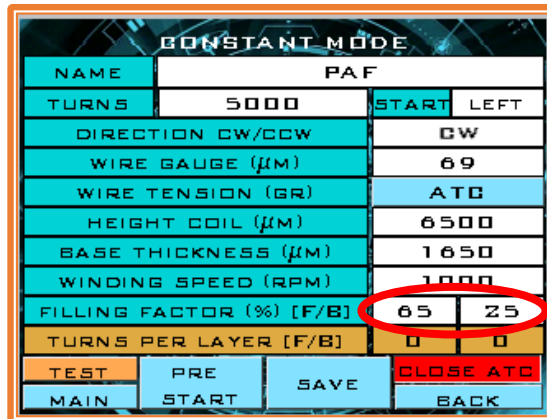 CONSTANT MODE
NAME PAF
TURNS 5000 START LEFT
DIRECTION CW/CCW CW
WIRE GAUGE (µM) 69
WIRE TENSION (GR) ATC
HEIGHT COIL (µM) 6500
BASE THICKNESS (µM) 1650
WINDING SPEED (RPM) 1000
FILLING FACTOR (%) [F/B] 65 25
TURNS PER LAYER [F/B] 0 0
TEST PRE START SAVE CLOSE ATC
MAIN BACK